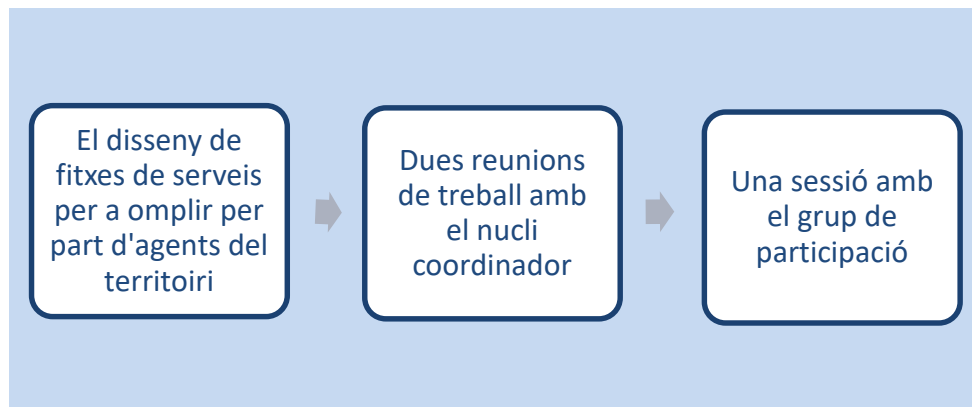 El disseny de
fitxes de serveis
per a omplir per
part d'agents del
territoiri
Dues reunions
de treball amb
el nucli
coordinador
Una sessió amb
el grup de
participació